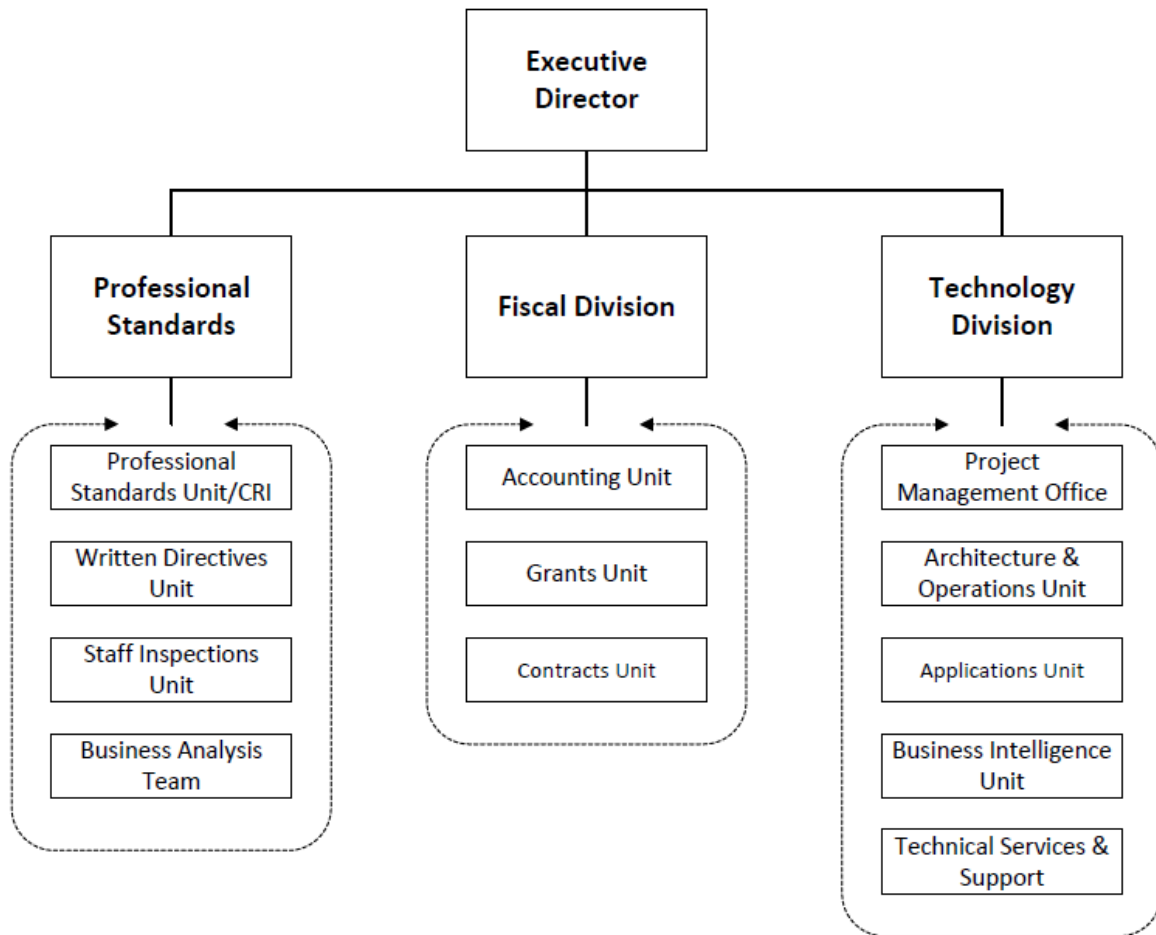 Executive
Director
Professional
Standards
Fiscal Division
Technology
Division
Professional
Standards Unit/CRI
Written Directives
Unit
Staff Inspections
Unit
Business Analysis
Team
Accounting Unit
Grants Unit
Contracts Unit
Project
Management Office
Architecture &
Operations Unit
Applications Unit
Business Intelligence
Unit
Technical Services &
Support